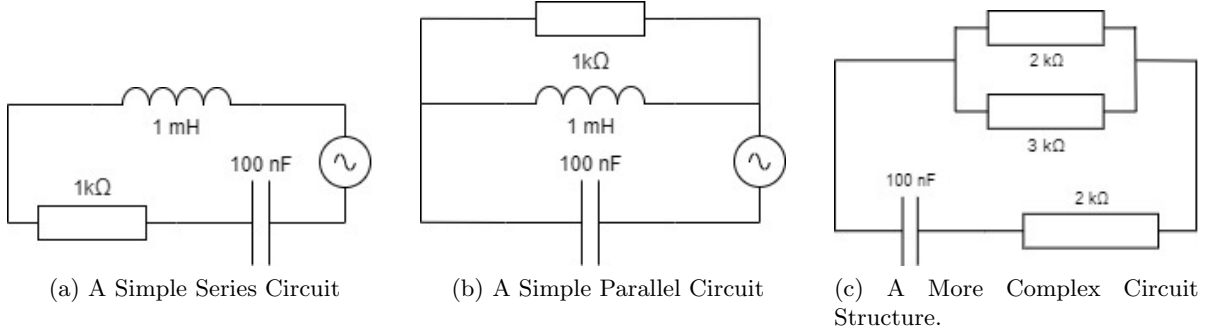 1 mH
100 nF
1kΩ
(a) A Simple Series Circuit
1kΩ
1 mH
100 nF
(b) A Simple Parallel Circuit
2 kΩ
3 kΩ
100 nF
2 kΩ
(c) A More Complex Circuit
Structure.